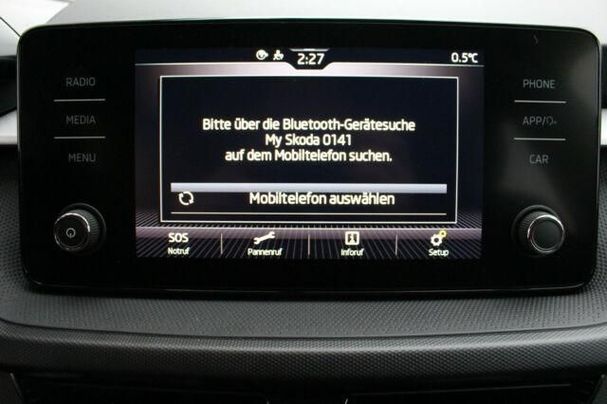 2:27
0.5°C
RADIO
MEDIA
MENU
PHONE
APP/
CAR
Bitte über die Bluetooth-Gerätesuche
My Skoda 0141
auf dem Mobiltelefon suchen.
Mobiltelefon auswählen
SOS
Notruf
Pannenruf
i
Inforuf
Setup